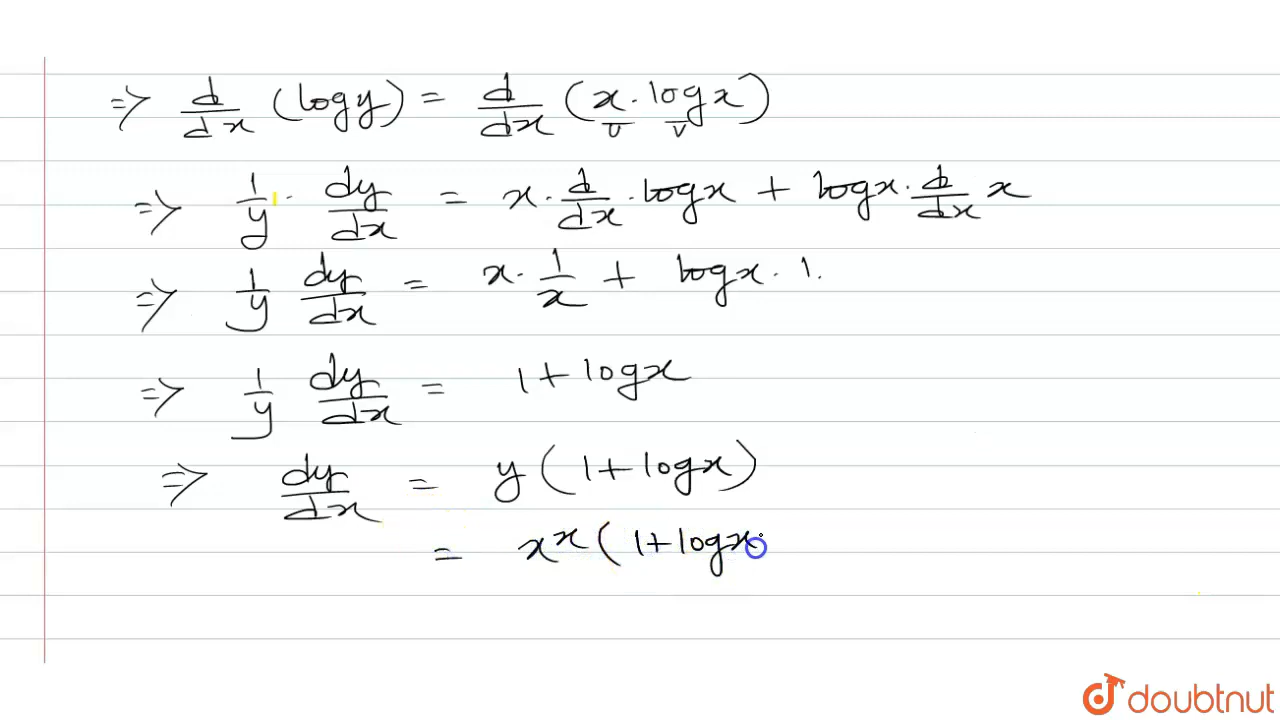 ⇒ d/dx (log y) = d/dx (x · log x)
U V
⇒ 1/y · dy/dx = x · d/dx · log x + log x · d/dx x
⇒ 1/y dy/dx = x · 1/x + log x · 1.
⇒ 1/y dy/dx = 1 + log x
⇒ dy/dx = y (1 + log x)
= x^x (1 + log x
doubtnut